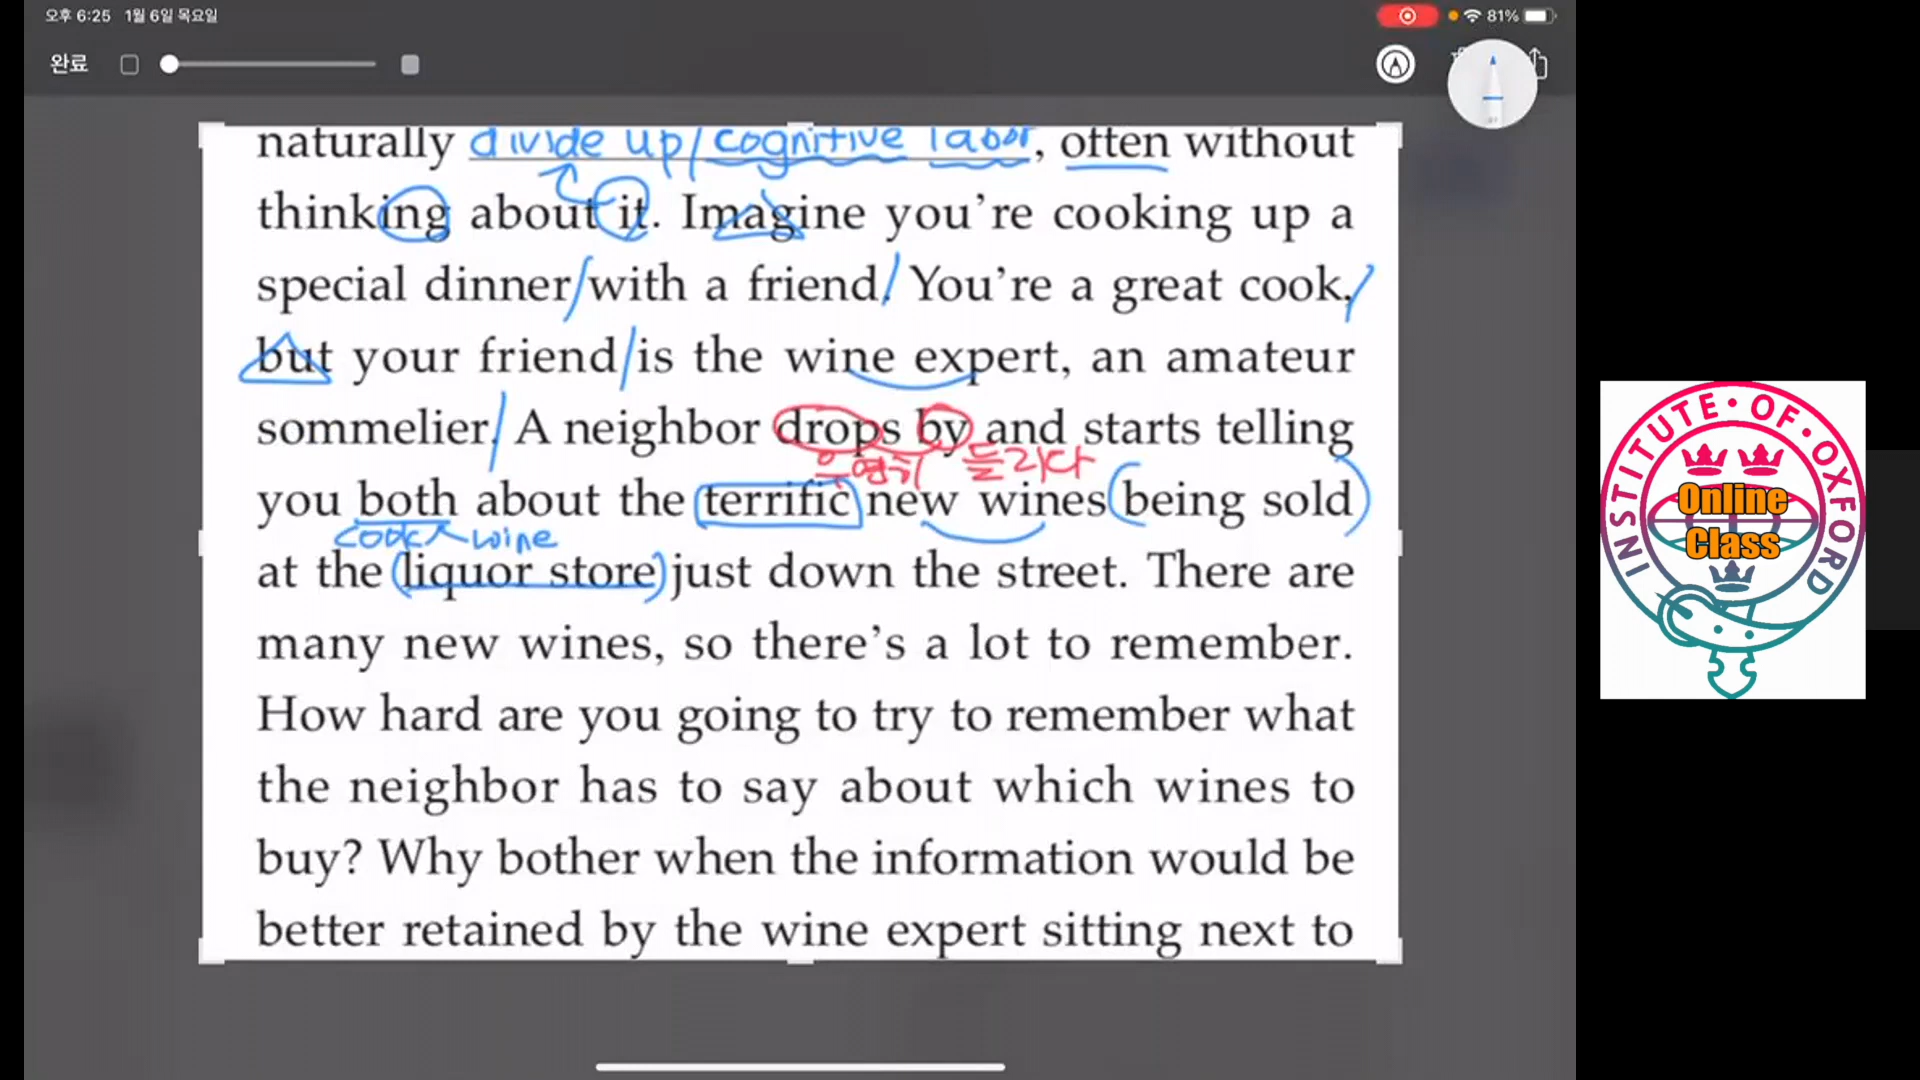 오후 6:25 1월 6일 목요일
81%
완료
naturally divide up/cognitive labor, often without
thinking about it. Imagine you're cooking up a
special dinner/with a friend./ You're a great cook,/
but your friend/is the wine expert, an amateur
sommelier./ A neighbor drops by and starts telling
우연히 들리다
you both about the terrific new wines (being sold)
cook wine
at the (liquor store) just down the street. There are
many new wines, so there's a lot to remember.
How hard are you going to try to remember what
the neighbor has to say about which wines to
buy? Why bother when the information would be
better retained by the wine expert sitting next to
INSTITUTE • OF • OXFORD
Online
Class